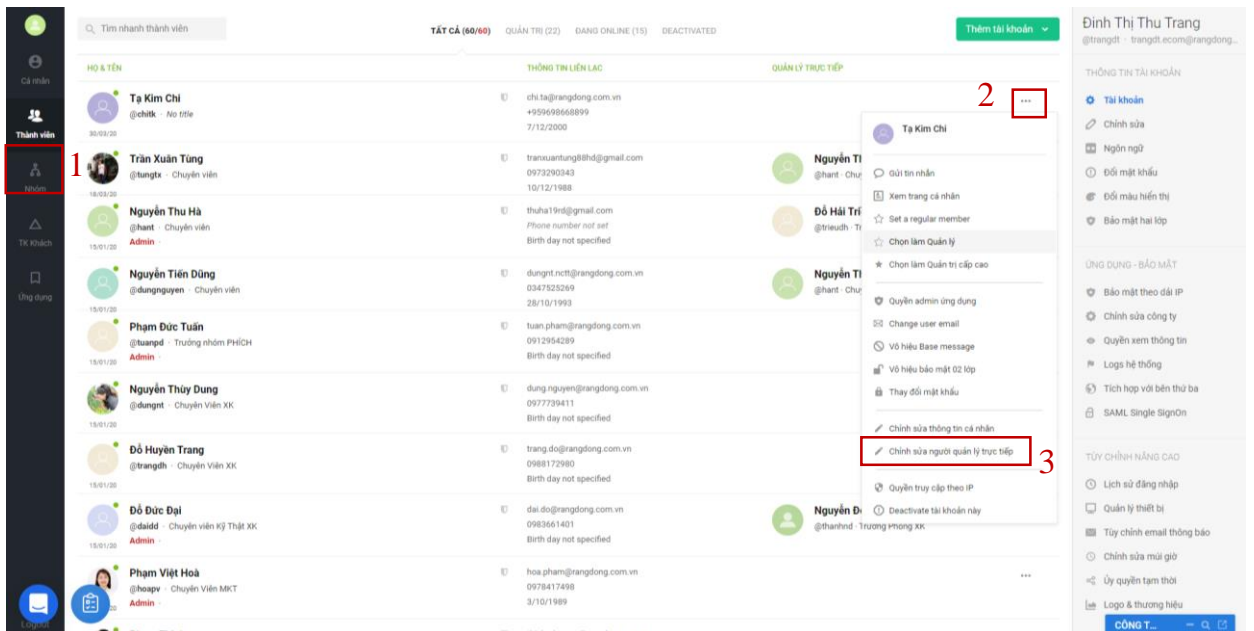 Tìm nhanh thành viên
TẤT CẢ (60/60) QUẢN TRỊ (22) ĐANG ONLINE (15) DEACTIVATED
Thêm tài khoản
Đinh Thị Thu Trang
@trangdt · trangdt.ecom@rangdong...
Cá nhân
Thành viên
1
Nhóm
TK Khách
Ứng dụng
Logout
HỌ & TÊN THÔNG TIN LIÊN LẠC QUẢN LÝ TRỰC TIẾP
Tạ Kim Chi
@chitk · No title
30/03/20
chi.ta@rangdong.com.vn
+959698668899
7/12/2000
2
Trần Xuân Tùng
@tungtx · Chuyên viên
18/03/20
tranxuantung88hd@gmail.com
0973290343
10/12/1988
Nguyễn T
@hant · Chu
Nguyễn Thu Hà
@hant · Chuyên viên
15/01/20 Admin ·
thuha19rd@gmail.com
Phone number not set
Birth day not specified
Đỗ Hải Tri
@trieudh · T
Nguyễn Tiến Dũng
@dungnguyen · Chuyên viên
15/01/20
dungnt.nctt@rangdong.com.vn
0347525269
28/10/1993
Nguyễn T
@hant · Chu
Phạm Đức Tuấn
@tuanpd · Trưởng nhóm PHÍCH
15/01/20 Admin ·
tuan.pham@rangdong.com.vn
0912954289
Birth day not specified
Nguyễn Thùy Dung
@dungnt · Chuyên Viên XK
15/01/20
dung.nguyen@rangdong.com.vn
0977739411
Birth day not specified
Đỗ Huyền Trang
@trangdh · Chuyên Viên XK
15/01/20
trang.do@rangdong.com.vn
0988172980
Birth day not specified
Đỗ Đức Đại
@daidd · Chuyên viên Kỹ Thật XK
15/01/20 Admin ·
dai.do@rangdong.com.vn
0983661401
Birth day not specified
Nguyễn Đ
@thanhnd · Trưởng Phòng XK
Phạm Việt Hoà
@hoapv · Chuyên Viên MKT
Admin ·
hoa.pham@rangdong.com.vn
0978417498
3/10/1989
Tạ Kim Chi
Gửi tin nhắn
Xem trang cá nhân
Set a regular member
Chọn làm Quản lý
Chọn làm Quản trị cấp cao
Quyền admin ứng dụng
Change user email
Vô hiệu Base message
Vô hiệu bảo mật 02 lớp
Thay đổi mật khẩu
Chỉnh sửa thông tin cá nhân
Chỉnh sửa người quản lý trực tiếp
3
Quyền truy cập theo IP
Deactivate tài khoản này
THÔNG TIN TÀI KHOẢN
Tài khoản
Chỉnh sửa
Ngôn ngữ
Đổi mật khẩu
Đổi màu hiển thị
Bảo mật hai lớp
ỨNG DỤNG - BẢO MẬT
Bảo mật theo dải IP
Chỉnh sửa công ty
Quyền xem thông tin
Logs hệ thống
Tích hợp với bên thứ ba
SAML Single SignOn
TÙY CHỈNH NÂNG CAO
Lịch sử đăng nhập
Quản lý thiết bị
Tùy chỉnh email thông báo
Chỉnh sửa múi giờ
Ủy quyền tạm thời
Logo & thương hiệu
CÔNG T...